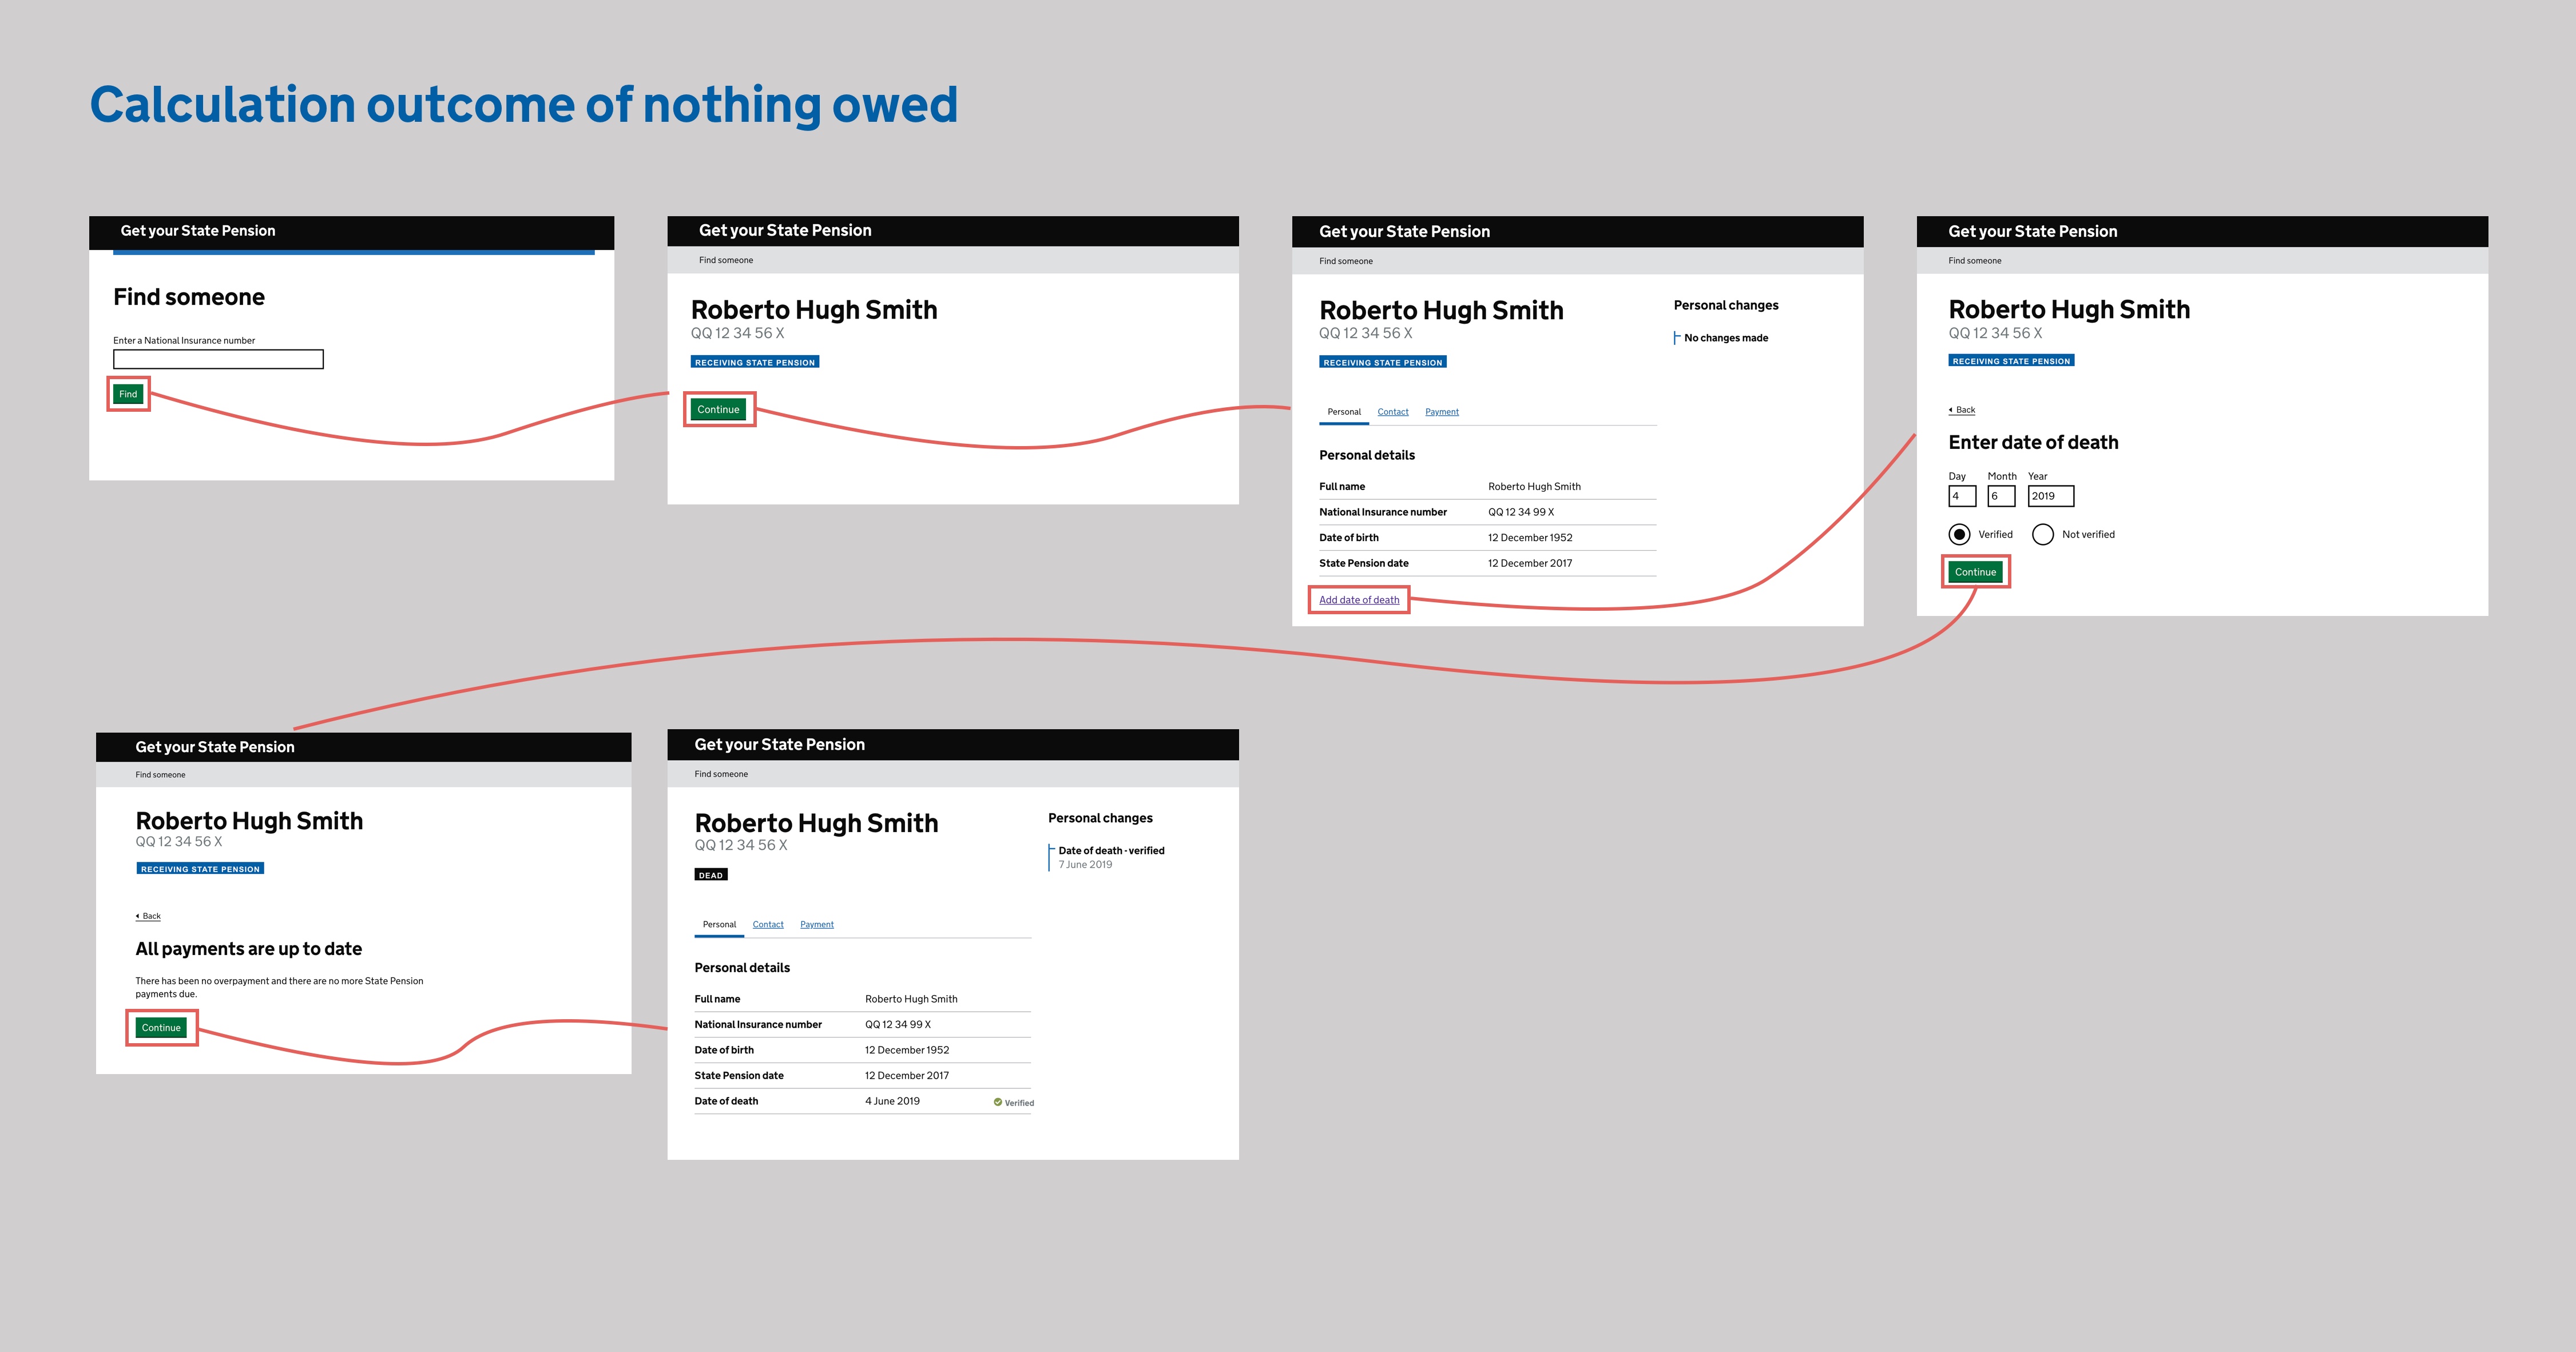 Calculation outcome of nothing owed
Get your State Pension
Find someone
Enter a National Insurance number
Find
Get your State Pension
Find someone
Roberto Hugh Smith
QQ 12 34 56 X
RECEIVING STATE PENSION
Continue
Get your State Pension
Find someone
Roberto Hugh Smith
QQ 12 34 56 X
RECEIVING STATE PENSION
Personal changes
No changes made
Personal Contact Payment
Personal details
Full name Roberto Hugh Smith
National Insurance number QQ 12 34 99 X
Date of birth 12 December 1952
State Pension date 12 December 2017
Add date of death
Get your State Pension
Find someone
Roberto Hugh Smith
QQ 12 34 56 X
RECEIVING STATE PENSION
Back
Enter date of death
Day Month Year
4 6 2019
Verified Not verified
Continue
Get your State Pension
Find someone
Roberto Hugh Smith
QQ 12 34 56 X
RECEIVING STATE PENSION
Back
All payments are up to date
There has been no overpayment and there are no more State Pension
payments due.
Continue
Get your State Pension
Find someone
Roberto Hugh Smith
QQ 12 34 56 X
DEAD
Personal changes
Date of death - verified
7 June 2019
Personal Contact Payment
Personal details
Full name Roberto Hugh Smith
National Insurance number QQ 12 34 99 X
Date of birth 12 December 1952
State Pension date 12 December 2017
Date of death 4 June 2019 Verified